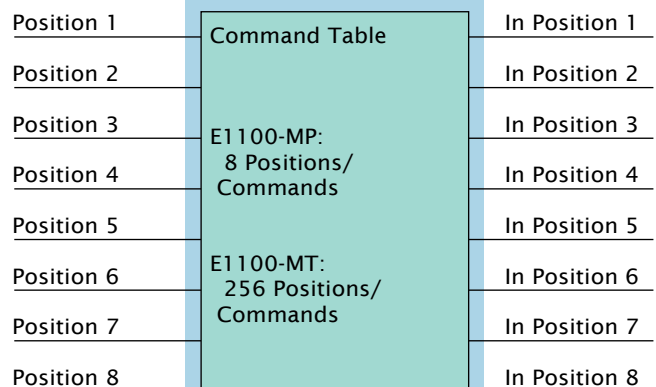 Position 1
Position 2
Position 3
Position 4
Position 5
Position 6
Position 7
Position 8
Command Table
E1100-MP:
8 Positions/
Commands
E1100-MT:
256 Positions/
Commands
In Position 1
In Position 2
In Position 3
In Position 4
In Position 5
In Position 6
In Position 7
In Position 8